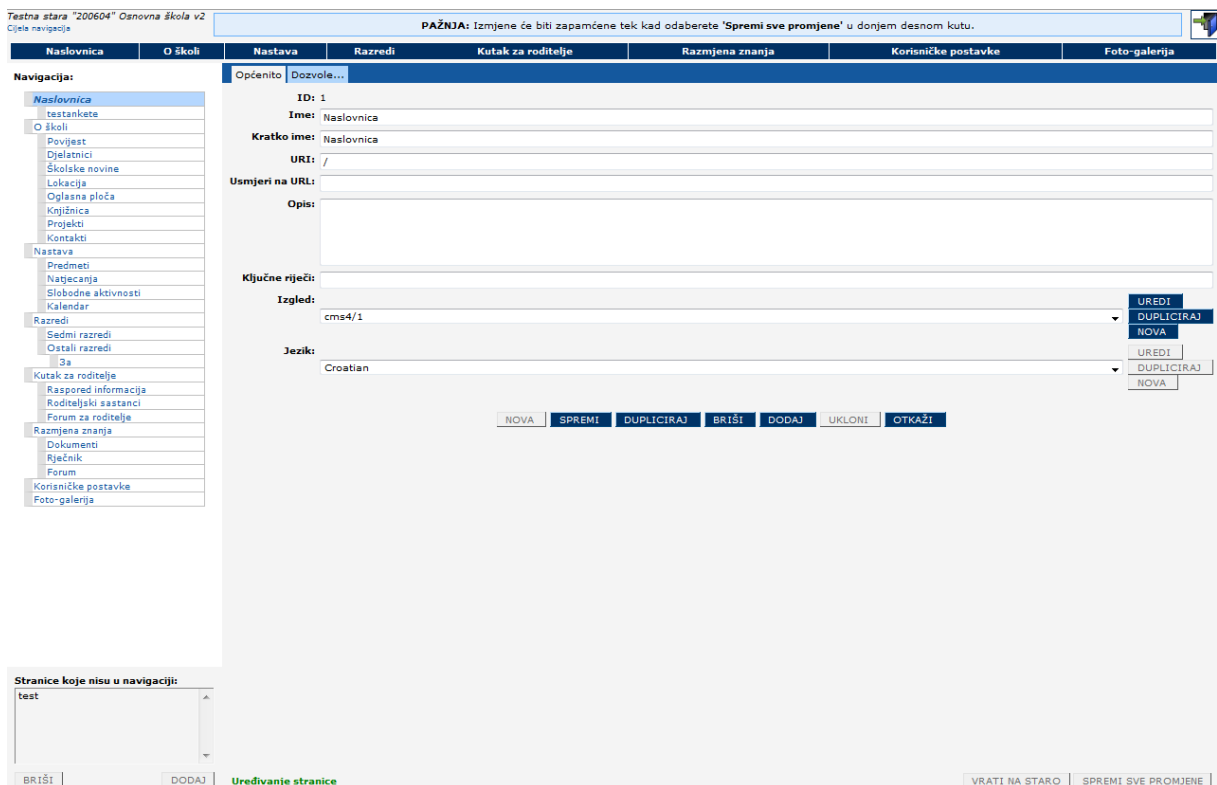 Testna stara "200604" Osnovna škola v2
Cijela navigacija
PAŽNJA: Izmjene će biti zapamćene tek kad odaberete 'Spremi sve promjene' u donjem desnom kutu.
Naslovnica O školi Nastava Razredi Kutak za roditelje Razmjena znanja Korisničke postavke Foto-galerija
Navigacija:
Naslovnica
testankete
O školi
Povijest
Djelatnici
Školske novine
Lokacija
Oglasna ploča
Knjižnica
Projekti
Kontakti
Nastava
Predmeti
Natjecanja
Slobodne aktivnosti
Kalendar
Razredi
Sedmi razredi
Ostali razredi
3a
Kutak za roditelje
Raspored informacija
Roditeljski sastanci
Forum za roditelje
Razmjena znanja
Dokumenti
Rječnik
Forum
Korisničke postavke
Foto-galerija
Općenito Dozvole...
ID: 1
Ime: Naslovnica
Kratko ime: Naslovnica
URI: /
Usmjeri na URL:
Opis:
Ključne riječi:
Izgled:
UREDI
cms4/1 DUPLICIRAJ
NOVA
Jezik:
UREDI
Croatian DUPLICIRAJ
NOVA
NOVA SPREMI DUPLICIRAJ BRIŠI DODAJ UKLONI OTKAŽI
Stranice koje nisu u navigaciji:
test
BRIŠI DODAJ Uređivanje stranice VRATI NA STARO SPREMI SVE PROMJENE